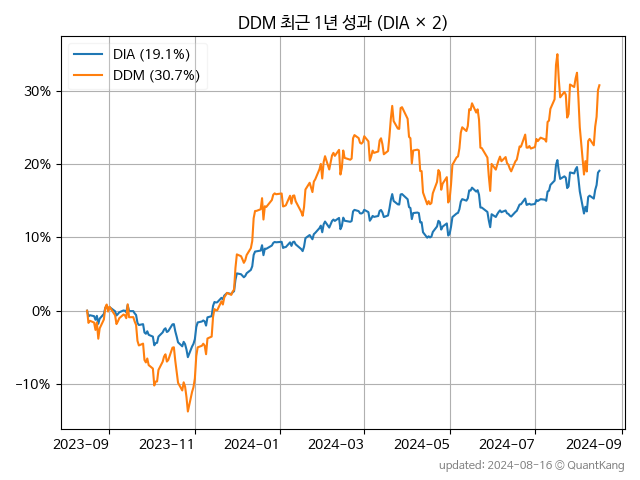 DDM 최근 1년 성과 (DIA × 2)
DIA (19.1%)
DDM (30.7%)
30%
20%
10%
0%
−10%
2023-09 2023-11 2024-01 2024-03 2024-05 2024-07 2024-09
updated: 2024-08-16 © QuantKang